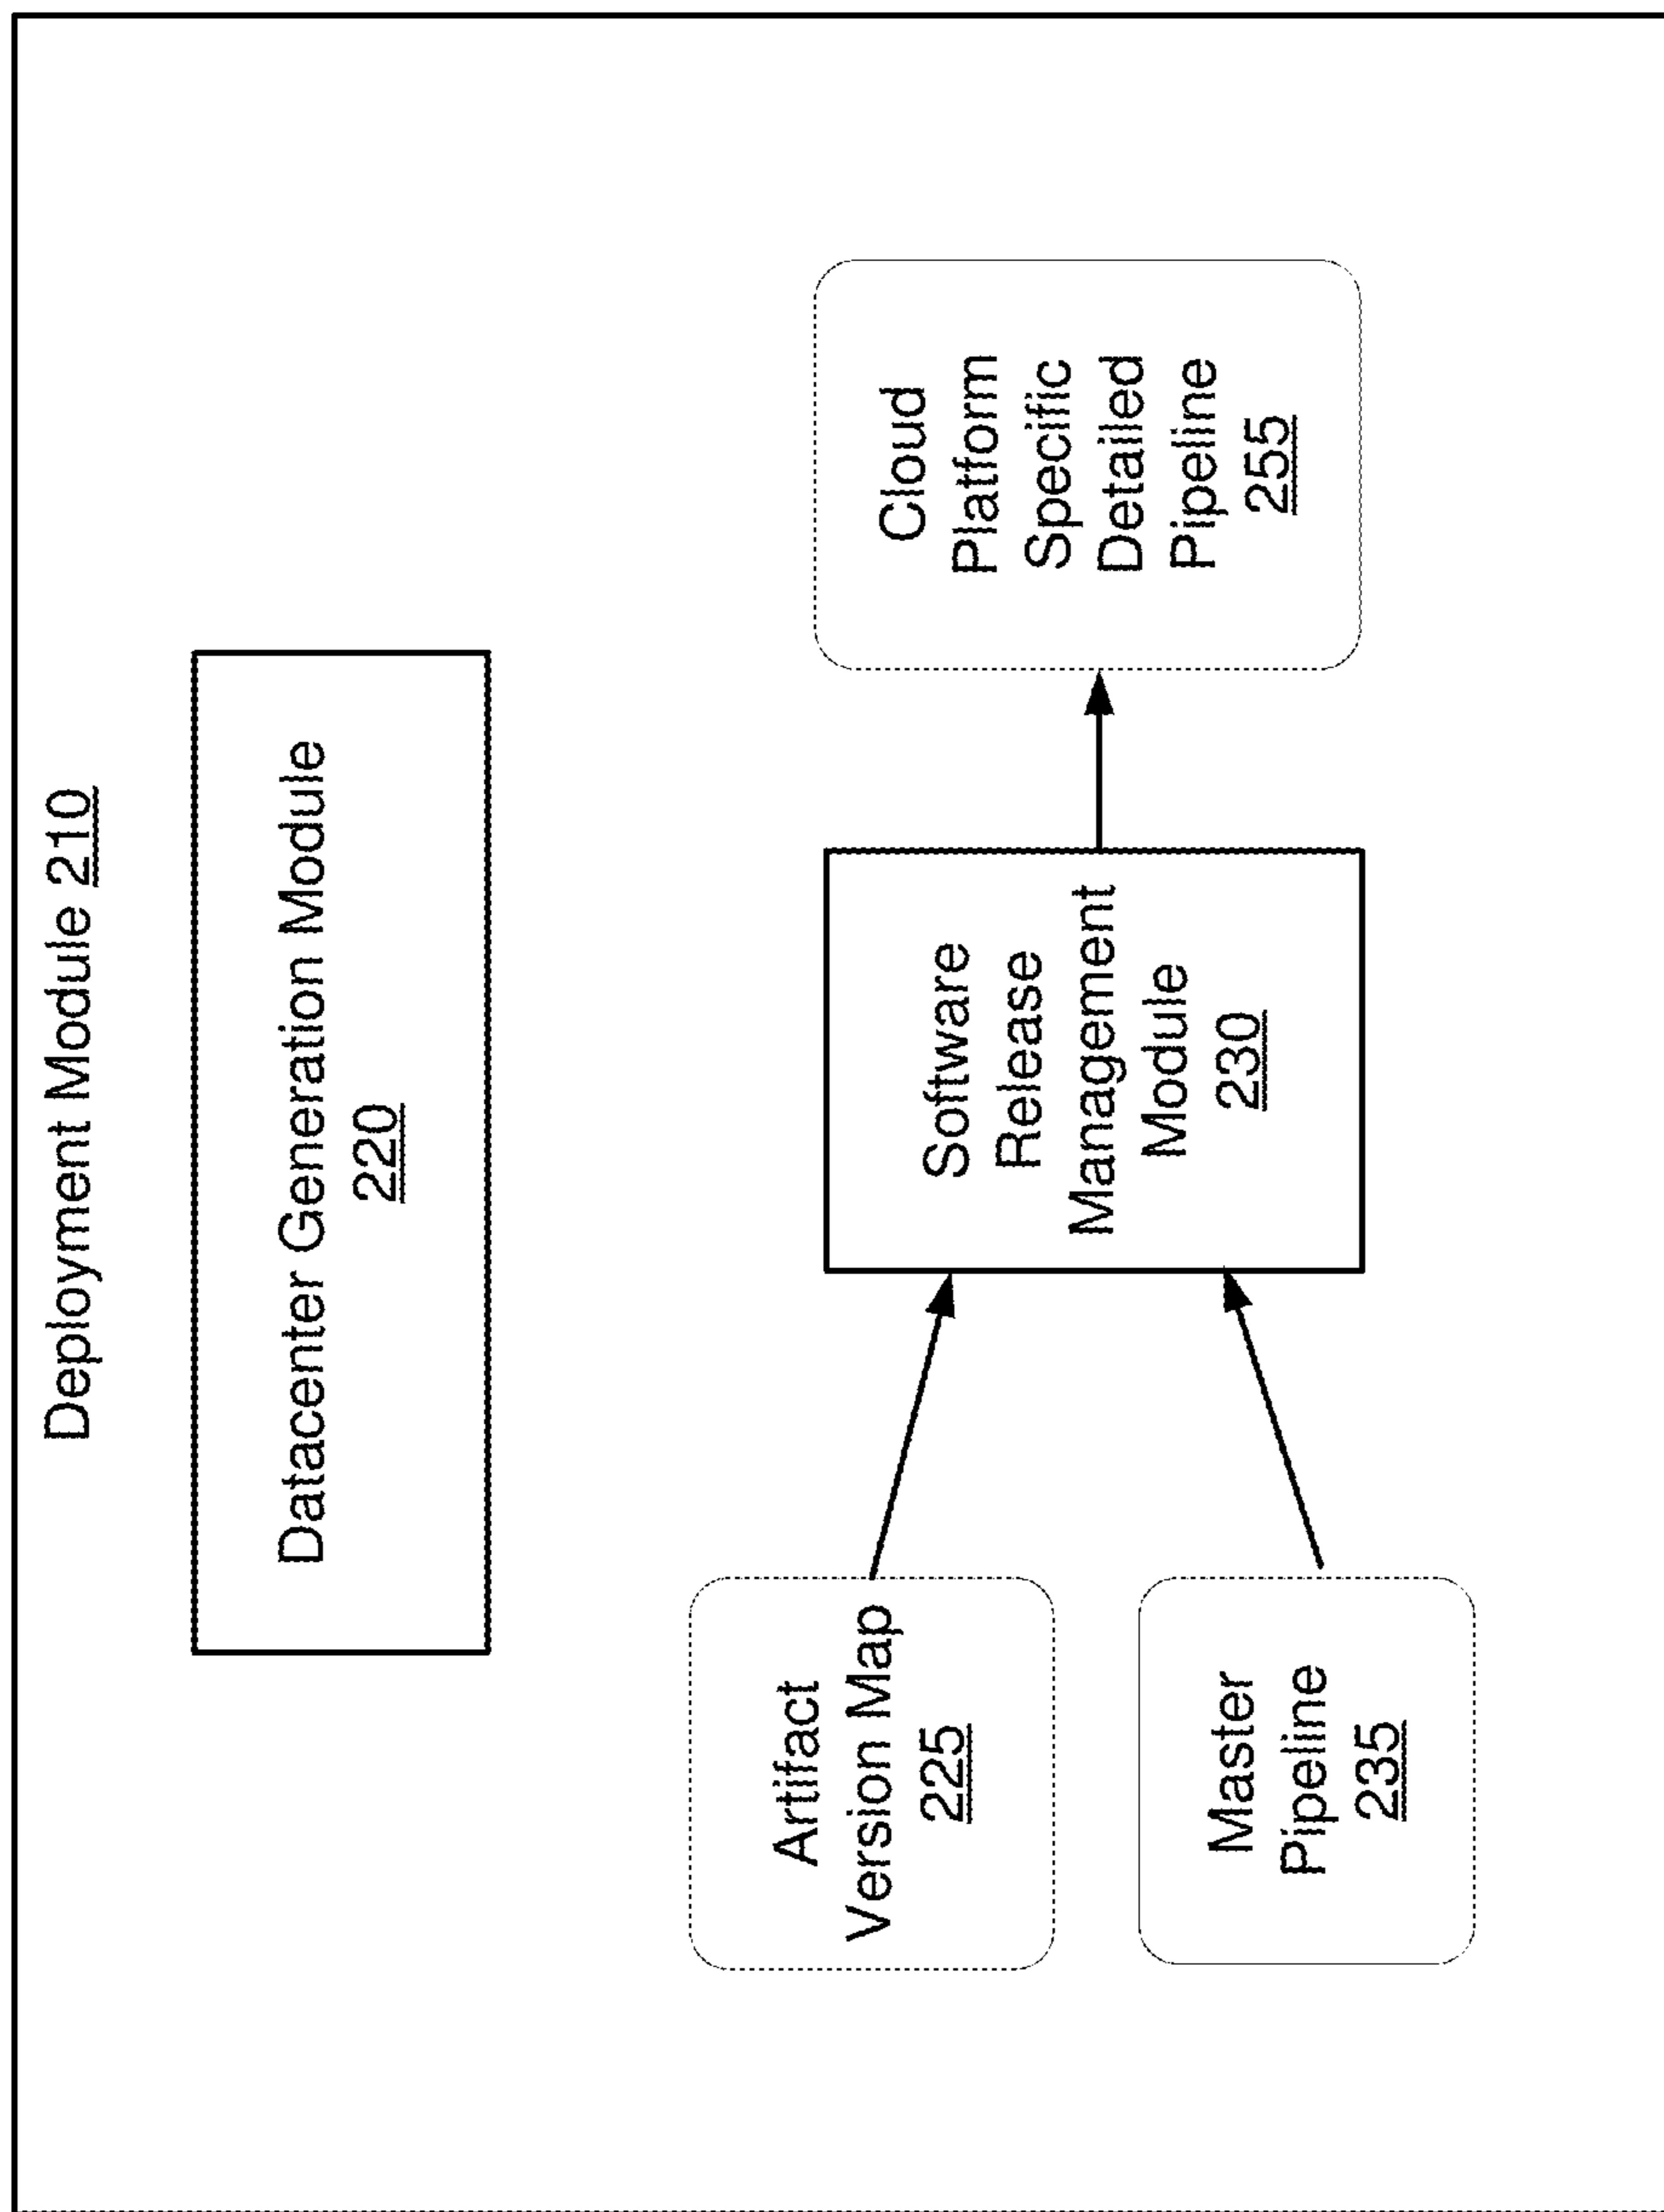 Deployment Module 210
Datacenter Generation Module
220
Artifact
Version Map
225
Master
Pipeline
235
Software
Release
Management
Module
230
Cloud
Platform
Specific
Detailed
Pipeline
255